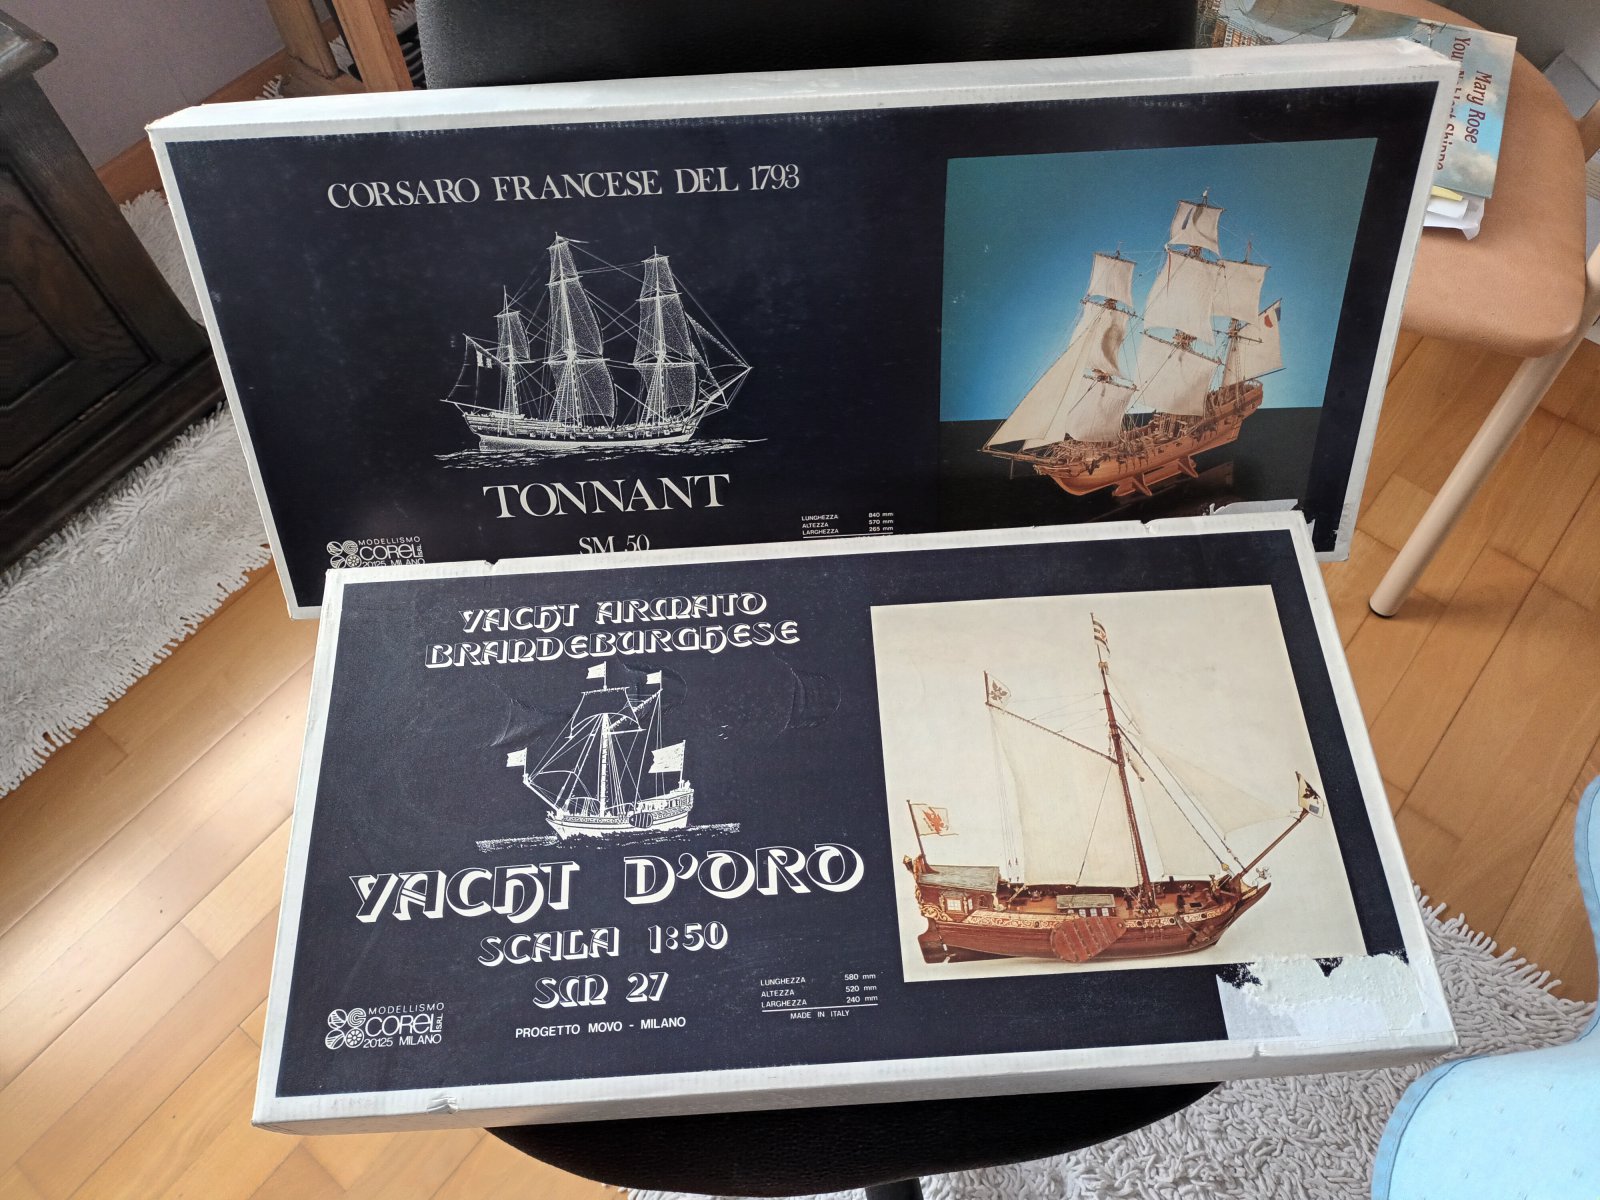 CORSARO FRANCESE DEL 1793
TONNANT
SM 50
MODELLISMO
COREL S.R.L.
20125 MILANO
LUNGHEZZA 840 mm
ALTEZZA 570 mm
LARGHEZZA 265 mm
Mary Rose
YACHT ARMATO
BRANDEBURGHESE
YACHT D'ORO
SCALA 1:50
SM 27
PROGETTO MOVO - MILANO
MODELLISMO
COREL S.R.L.
20125 MILANO
LUNGHEZZA 580 mm
ALTEZZA 520 mm
LARGHEZZA 240 mm
MADE IN ITALY